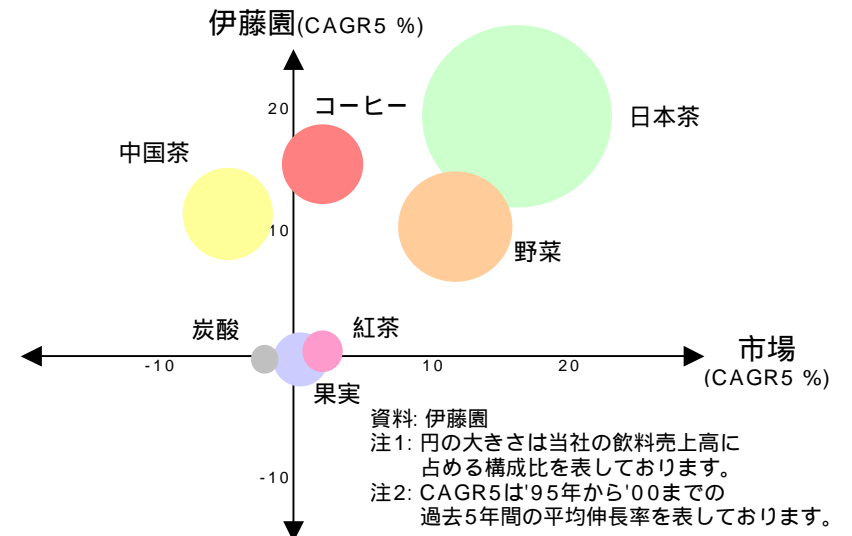 伊藤園(CAGR5 %)
20
コーヒー
日本茶
中国茶
10
野菜
炭酸
紅茶
市場
(CAGR5 %)
-10
10
20
果実
資料: 伊藤園
注1: 円の大きさは当社の飲料売上高に
占める構成比を表しております。
-10
注2: CAGR5は'95年から'00までの
過去5年間の平均伸長率を表しております。